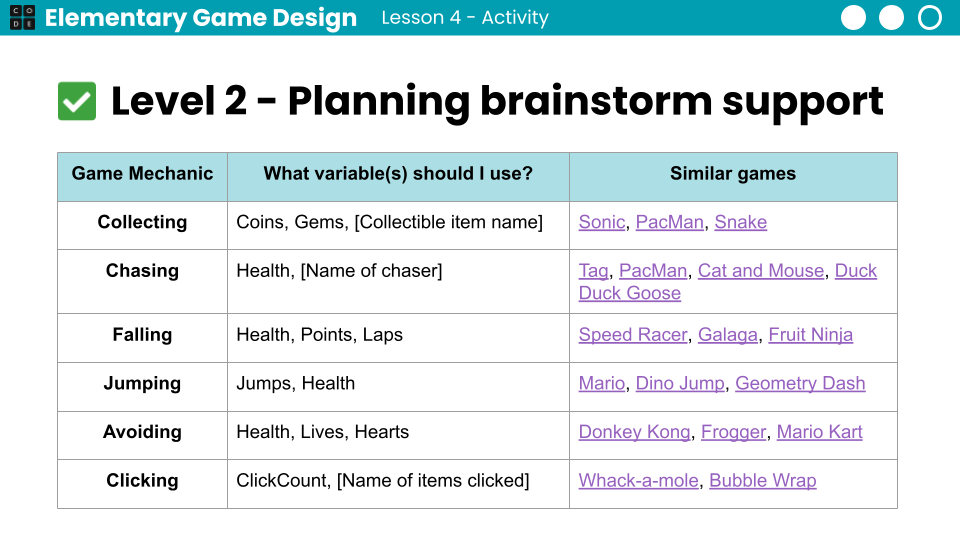 CODE
Elementary Game Design Lesson 4 - Activity
Level 2 - Planning brainstorm support
Game Mechanic What variable(s) should I use? Similar games
Collecting Coins, Gems, [Collectible item name] Sonic, PacMan, Snake
Chasing Health, [Name of chaser] Tag, PacMan, Cat and Mouse, Duck
Duck Goose
Falling Health, Points, Laps Speed Racer, Galaga, Fruit Ninja
Jumping Jumps, Health Mario, Dino Jump, Geometry Dash
Avoiding Health, Lives, Hearts Donkey Kong, Frogger, Mario Kart
Clicking ClickCount, [Name of items clicked] Whack-a-mole, Bubble Wrap